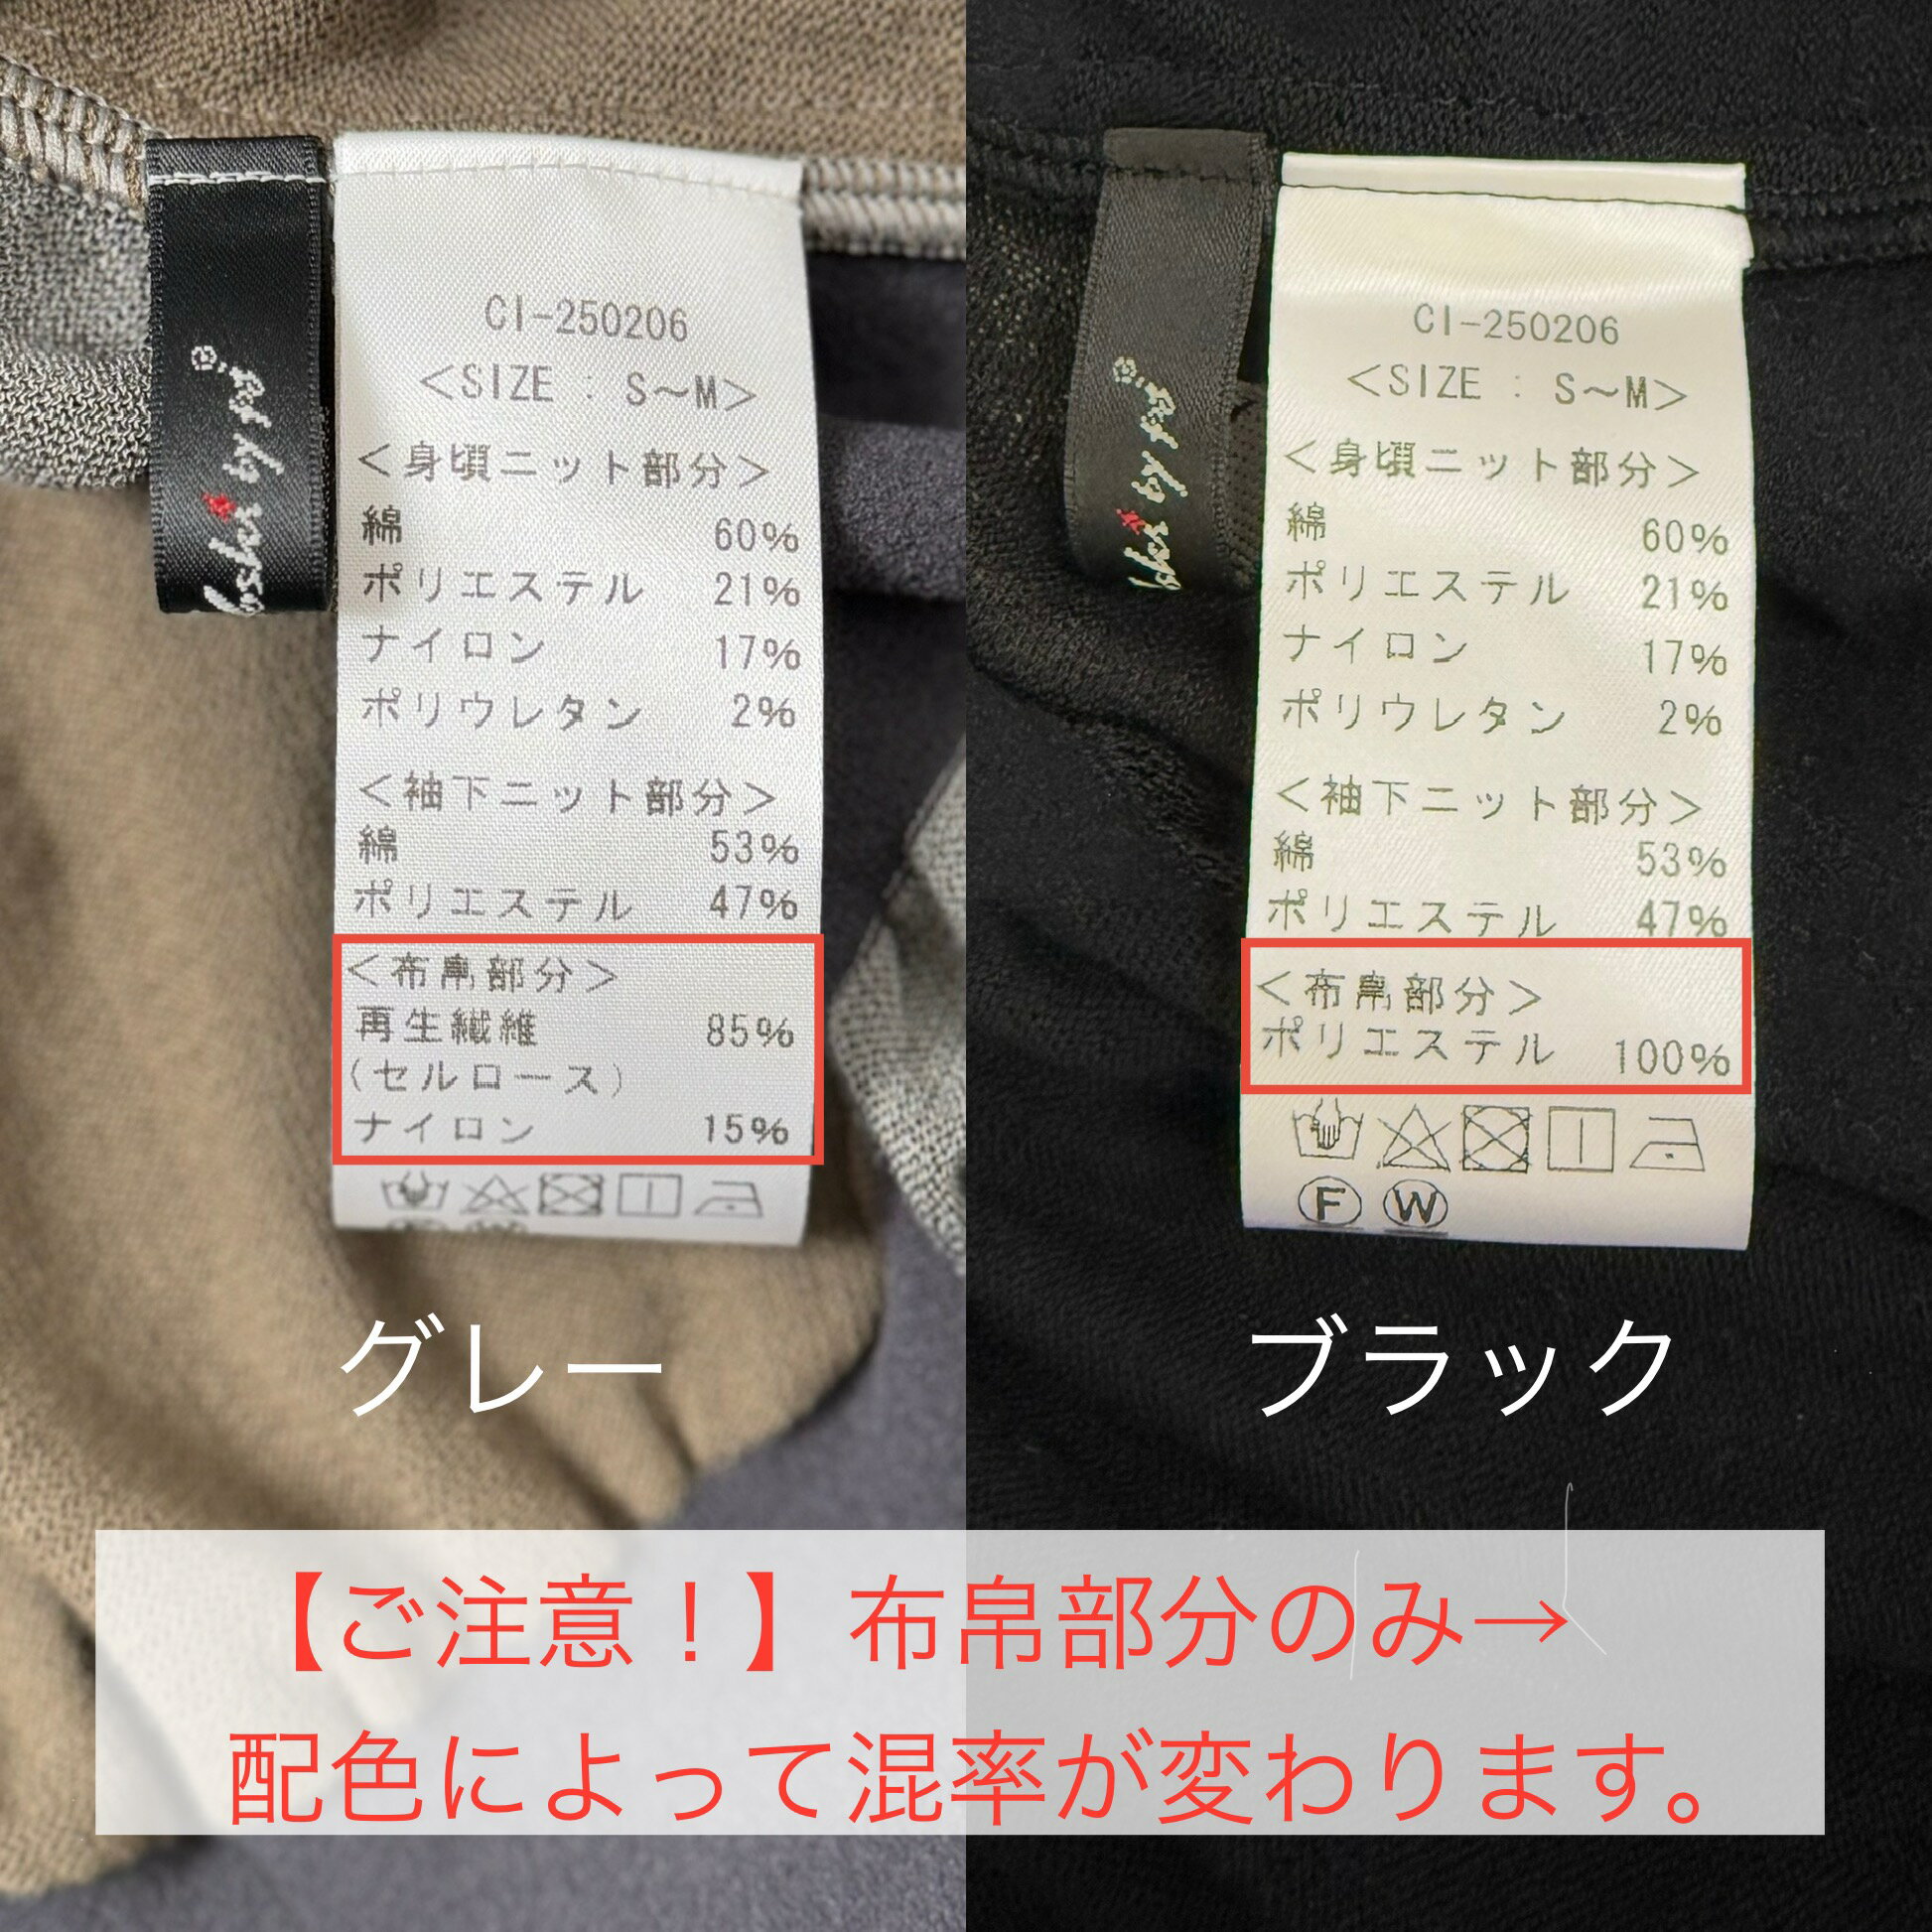 CI-250206
<SIZE : S~M>
<身頃ニット部分>
綿 60%
ポリエステル 21%
ナイロン 17%
ポリウレタン 2%
<袖下ニット部分>
綿 53%
ポリエステル 47%
<布帛部分>
再生繊維 85%
(セルロース)
ナイロン 15%
グレー
by
CI-250206
<SIZE : S~M>
<身頃ニット部分>
綿 60%
ポリエステル 21%
ナイロン 17%
ポリウレタン 2%
<袖下ニット部分>
綿 53%
ポリエステル 47%
<布帛部分>
ポリエステル 100%
F W
ブラック
by
【ご注意!】布帛部分のみ→
配色によって混率が変わります。